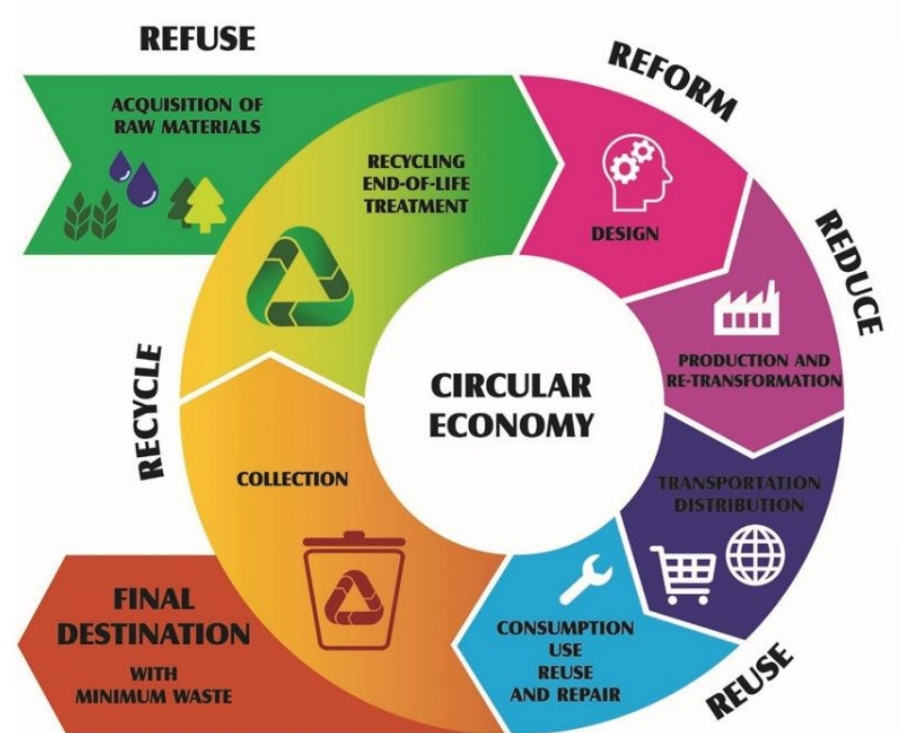 REFUSE
ACQUISITION OF
RAW MATERIALS
RECYCLING
END-OF-LIFE
TREATMENT
REFORM
DESIGN
REDUCE
PRODUCTION AND
RE-TRANSFORMATION
CIRCULAR
ECONOMY
TRANSPORTATION
DISTRIBUTION
REUSE
CONSUMPTION
USE
REUSE
AND REPAIR
RECYCLE
COLLECTION
FINAL
DESTINATION
WITH
MINIMUM WASTE